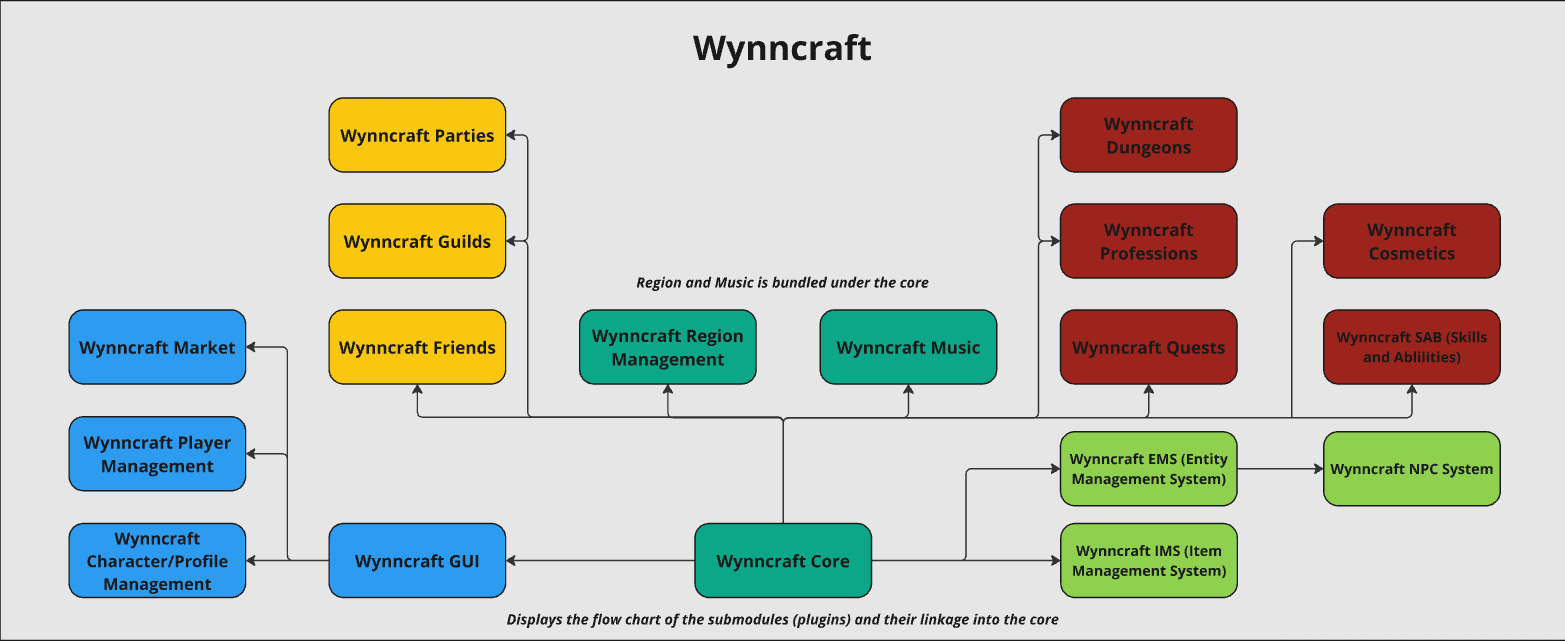 Wynncraft
Wynncraft Parties
Wynncraft
Dungeons
Wynncraft Guilds
Wynncraft
Professions
Wynncraft
Cosmetics
Region and Music is bundled under the core
Wynncraft Market
Wynncraft Friends
Wynncraft Region
Management
Wynncraft Music
Wynncraft Quests
Wynncraft SAB (Skills
and Ablilities)
Wynncraft Player
Management
Wynncraft EMS (Entity
Management System)
Wynncraft NPC System
Wynncraft
Character/Profile
Management
Wynncraft GUI
Wynncraft Core
Wynncraft IMS (Item
Management System)
Displays the flow chart of the submodules (plugins) and their linkage into the core